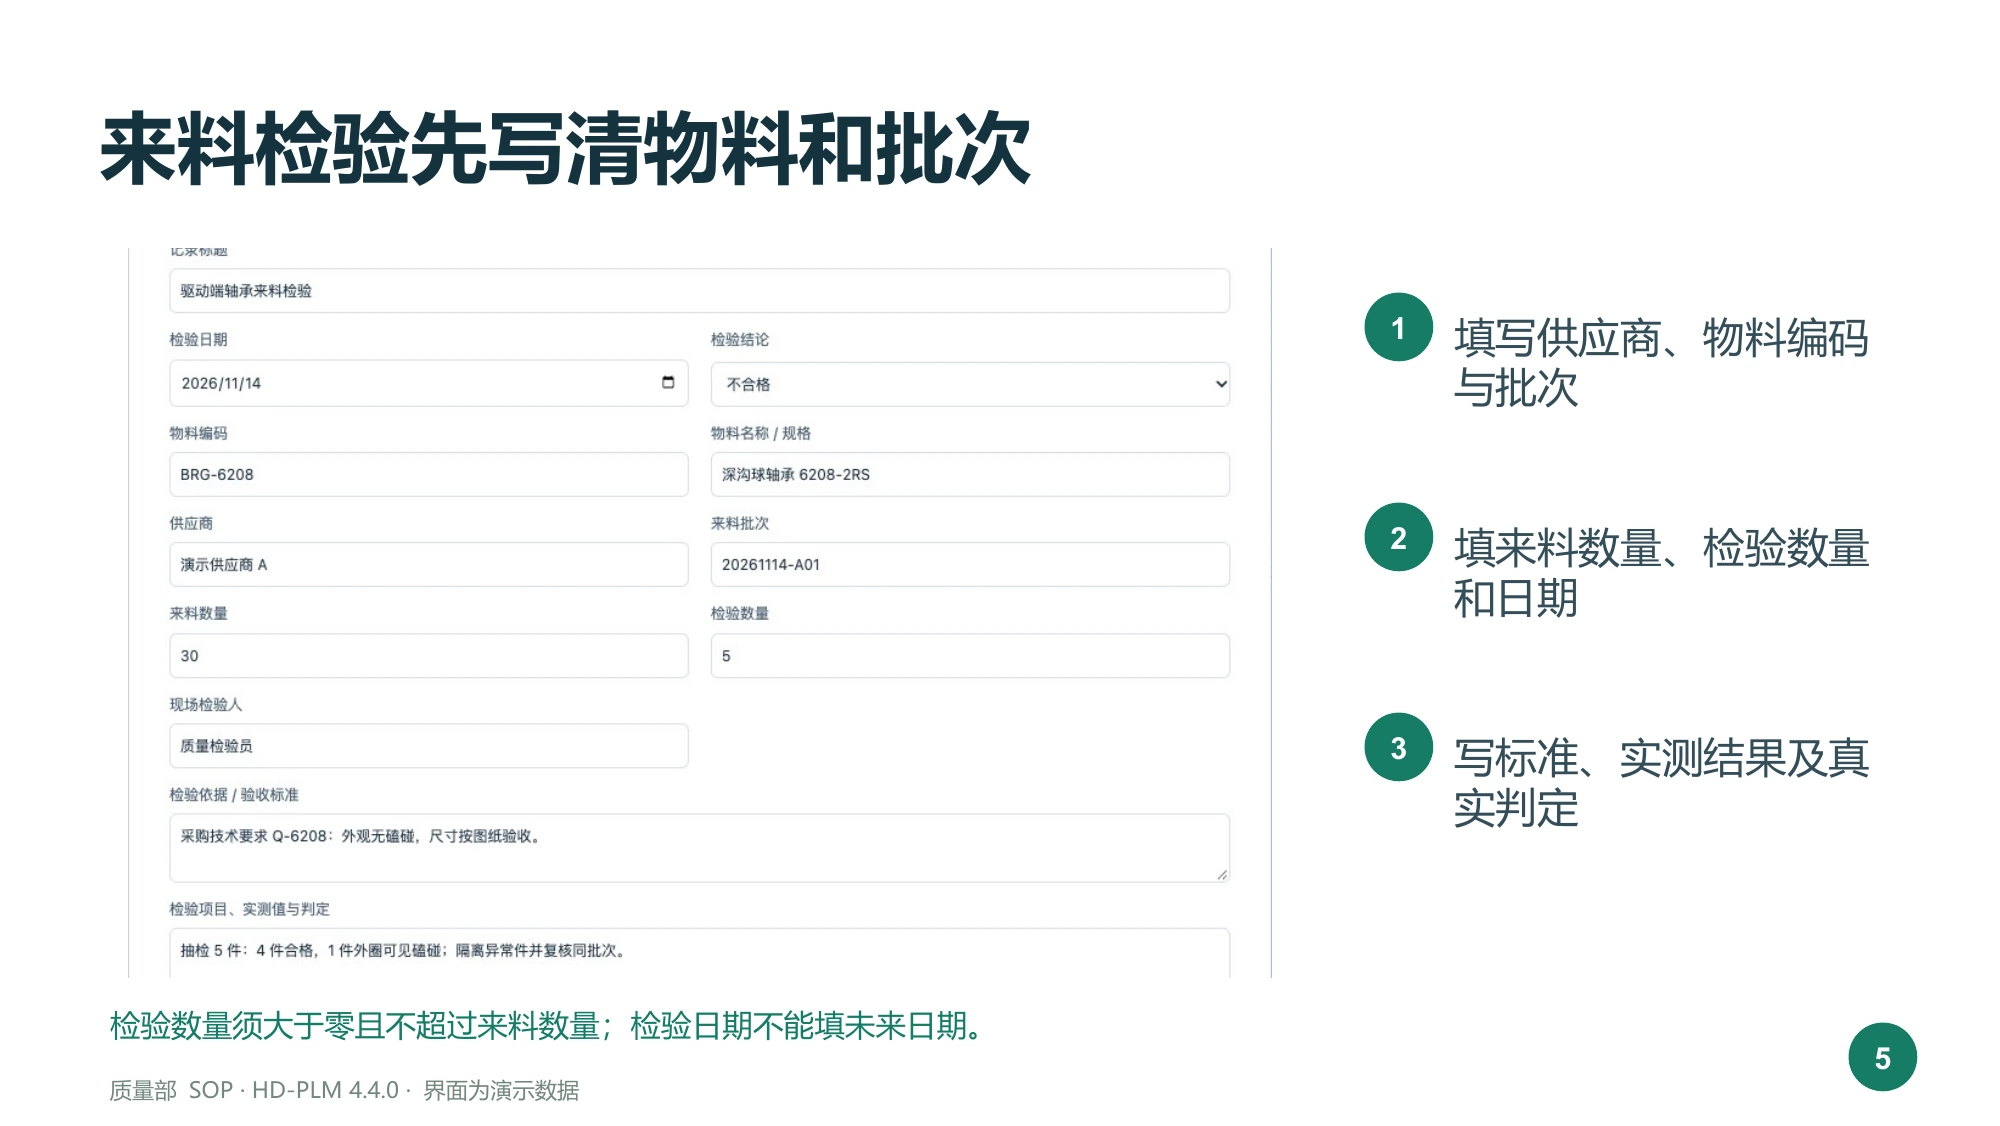 来料检验先写清物料和批次
记录标题
驱动端轴承来料检验
检验日期
检验结论
2026/11/14
不合格
物料编码
物料名称 / 规格
BRG-6208
深沟球轴承 6208-2RS
供应商
来料批次
演示供应商 A
20261114-A01
来料数量
检验数量
30
5
现场检验人
质量检验员
检验依据 / 验收标准
采购技术要求 Q-6208：外观无磕碰，尺寸按图纸验收。
检验项目、实测值与判定
抽检 5 件：4 件合格，1 件外圈可见磕碰；隔离异常件并复核同批次。
1
填写供应商、物料编码
与批次
2
填来料数量、检验数量
和日期
3
写标准、实测结果及真
实判定
检验数量须大于零且不超过来料数量；检验日期不能填未来日期。
质量部 SOP · HD-PLM 4.4.0 · 界面为演示数据
5